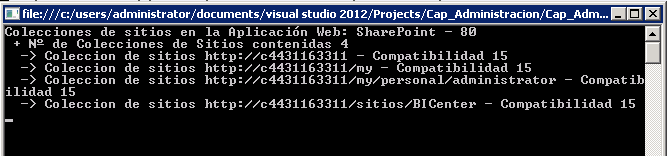 file:///c:/users/administrator/documents/visual studio 2012/Projects/Cap_Administracion/Cap_Adm...
Colecciones de sitios en la Aplicación Web: SharePoint - 80
+ Nº de Colecciones de Sitios contenidas 4
-> Coleccion de sitios http://c4431163311 - Compatibilidad 15
-> Coleccion de sitios http://c4431163311/my - Compatibilidad 15
-> Coleccion de sitios http://c4431163311/my/personal/administrator - Compatib
ilidad 15
-> Coleccion de sitios http://c4431163311/sitios/BICenter - Compatibilidad 15